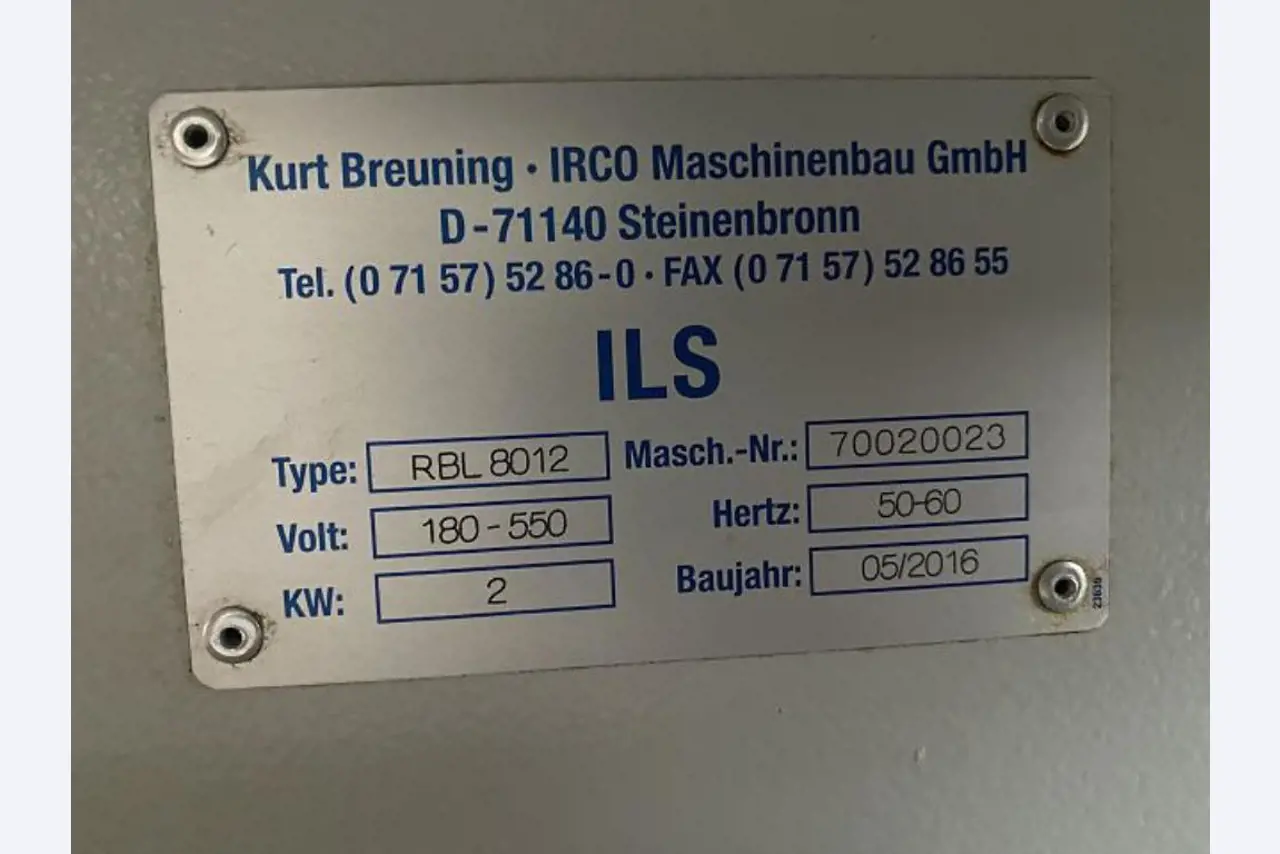 Kurt Breuning · IRCO Maschinenbau GmbH
D-71140 Steinenbronn
Tel. (0 71 57) 52 86-0 · FAX (0 71 57) 52 86 55
ILS
Type: RBL 8012 Masch.-Nr.: 70020023
Volt: 180-550 Hertz: 50-60
KW: 2 Baujahr: 05/2016